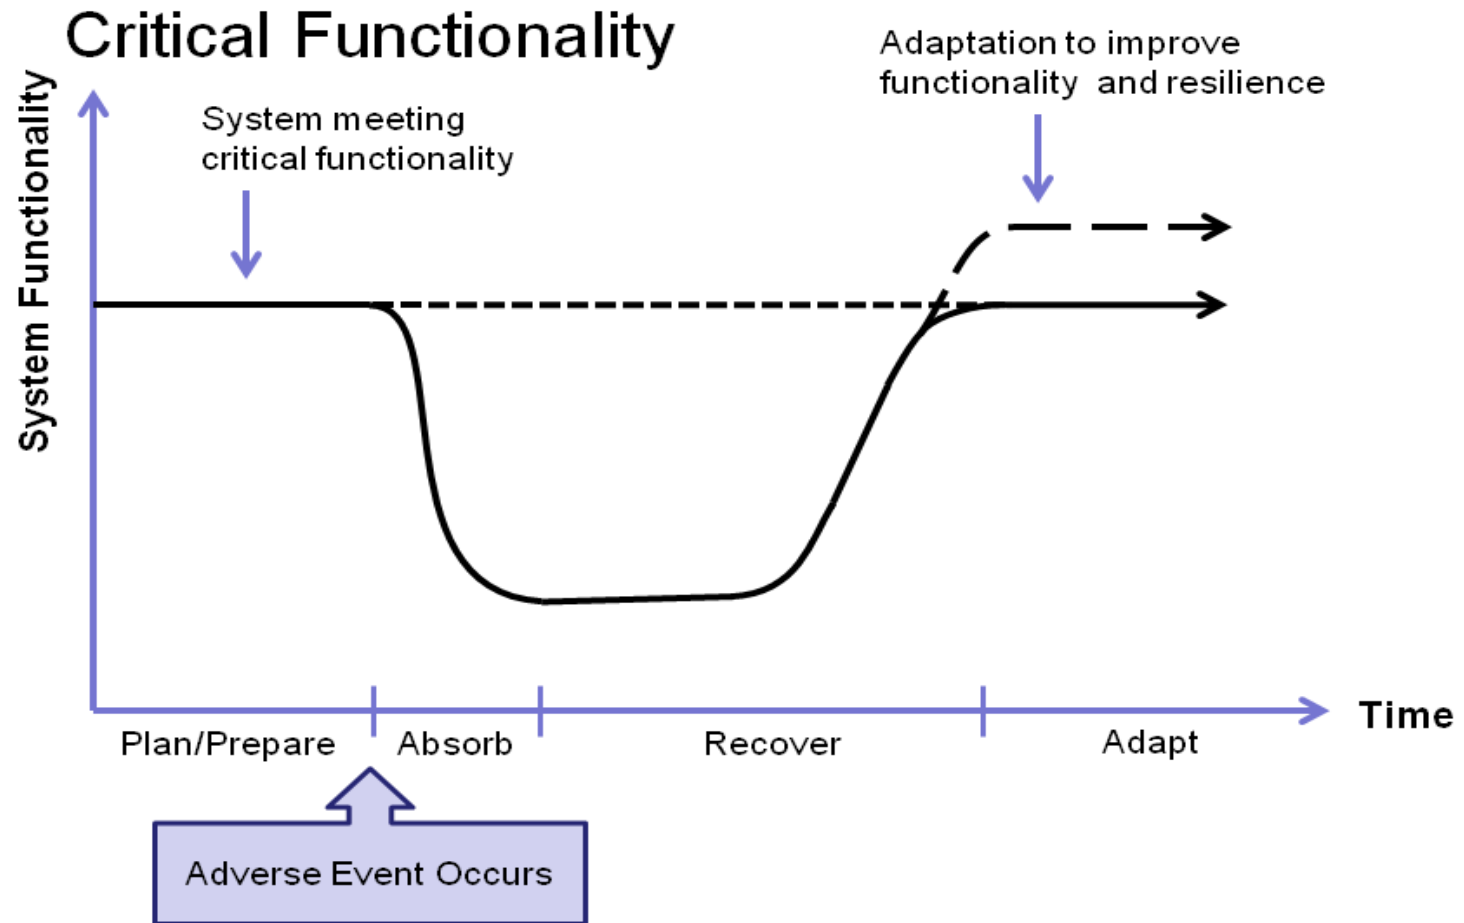 Critical Functionality
System Functionality
System meeting
critical functionality
Adaptation to improve
functionality and resilience
Time
Plan/Prepare
Absorb
Recover
Adapt
Adverse Event Occurs